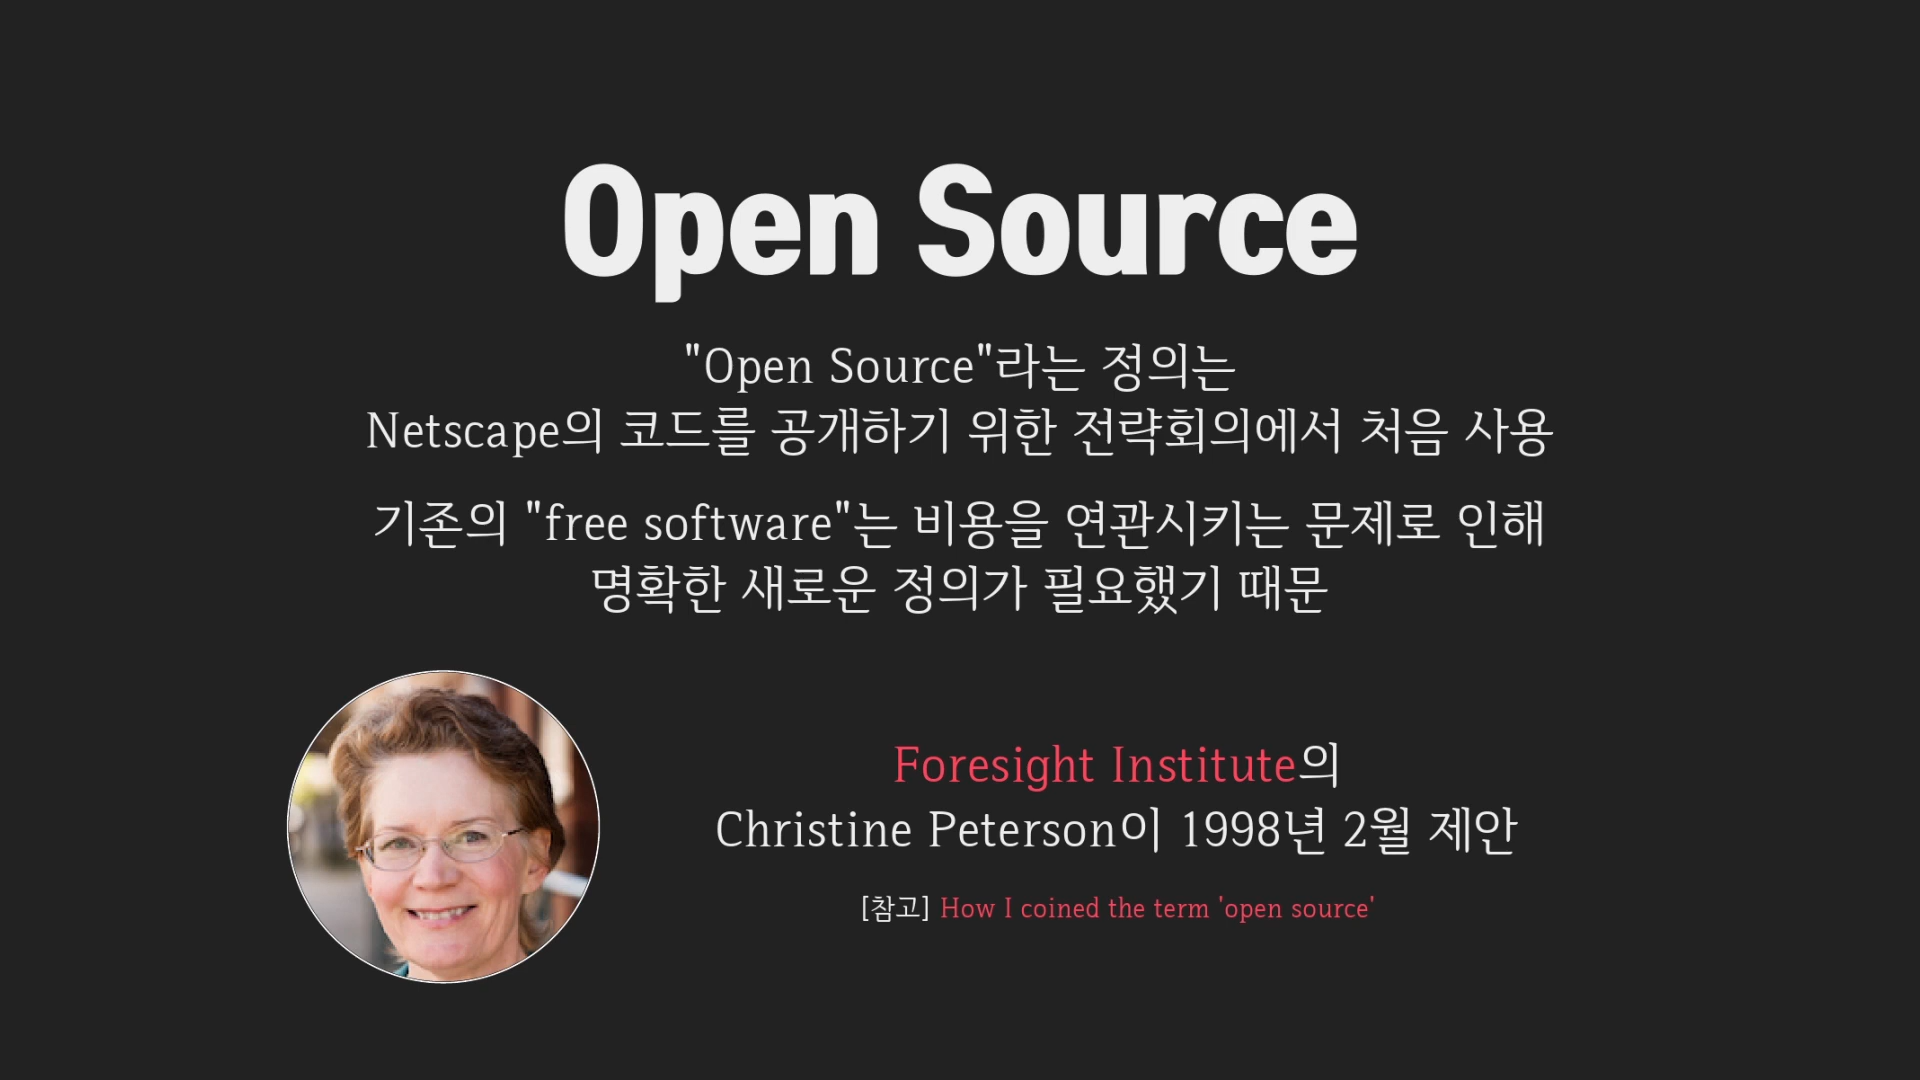 Open Source
"Open Source"라는 정의는
Netscape의 코드를 공개하기 위한 전략회의에서 처음 사용
기존의 "free software"는 비용을 연관시키는 문제로 인해
명확한 새로운 정의가 필요했기 때문
Foresight Institute의
Christine Peterson이 1998년 2월 제안
[참고] How I coined the term 'open source'